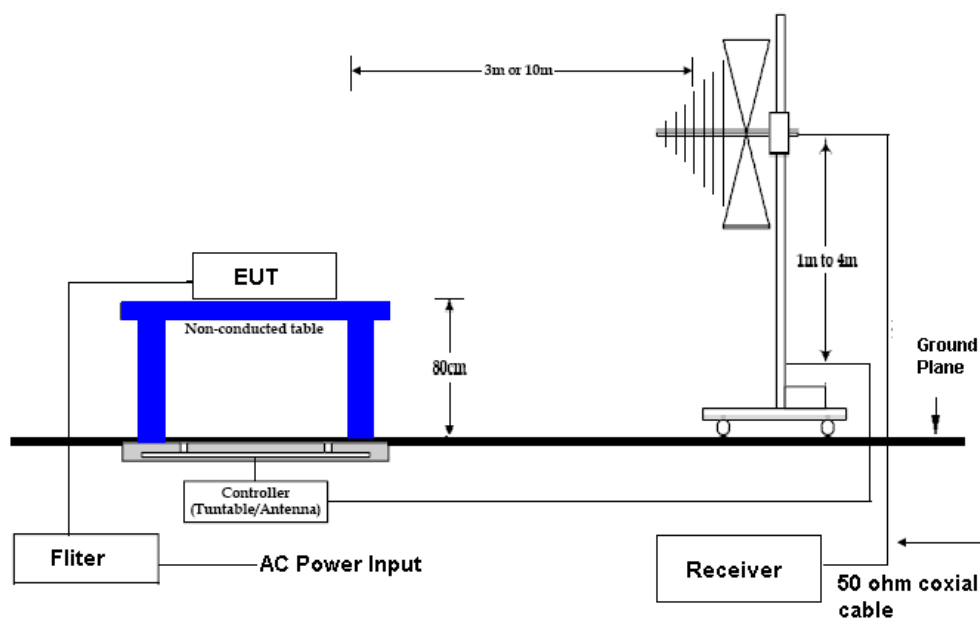 3m or 10m
1m to 4m
EUT
Non-conducted table
80cm
Ground
Plane
Controller
(Tuntable/Antenna)
Fliter
AC Power Input
Receiver
50 ohm coxial
cable